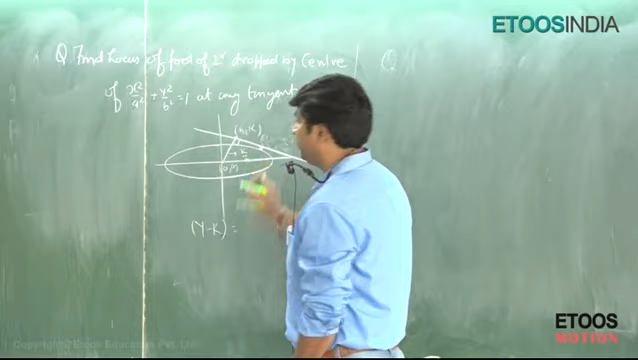 ETOOSINDIA
Q Find Locus of foot of ⊥r dropped by Centre
of x²/a² + y²/b² = 1 at any tangent
(h,k)
(0,0)
(Y-K) =
ETOOS
MOTION
Copyright © Etoos Education Pvt. Ltd.